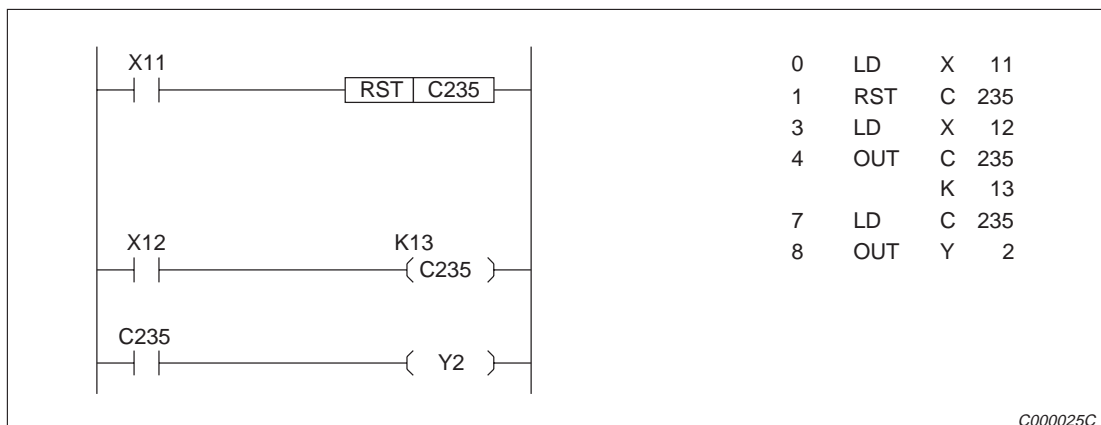 X11
RST C235
X12 K13
C235
C235
Y2
0 LD X 11
1 RST C 235
3 LD X 12
4 OUT C 235
K 13
7 LD C 235
8 OUT Y 2
C000025C